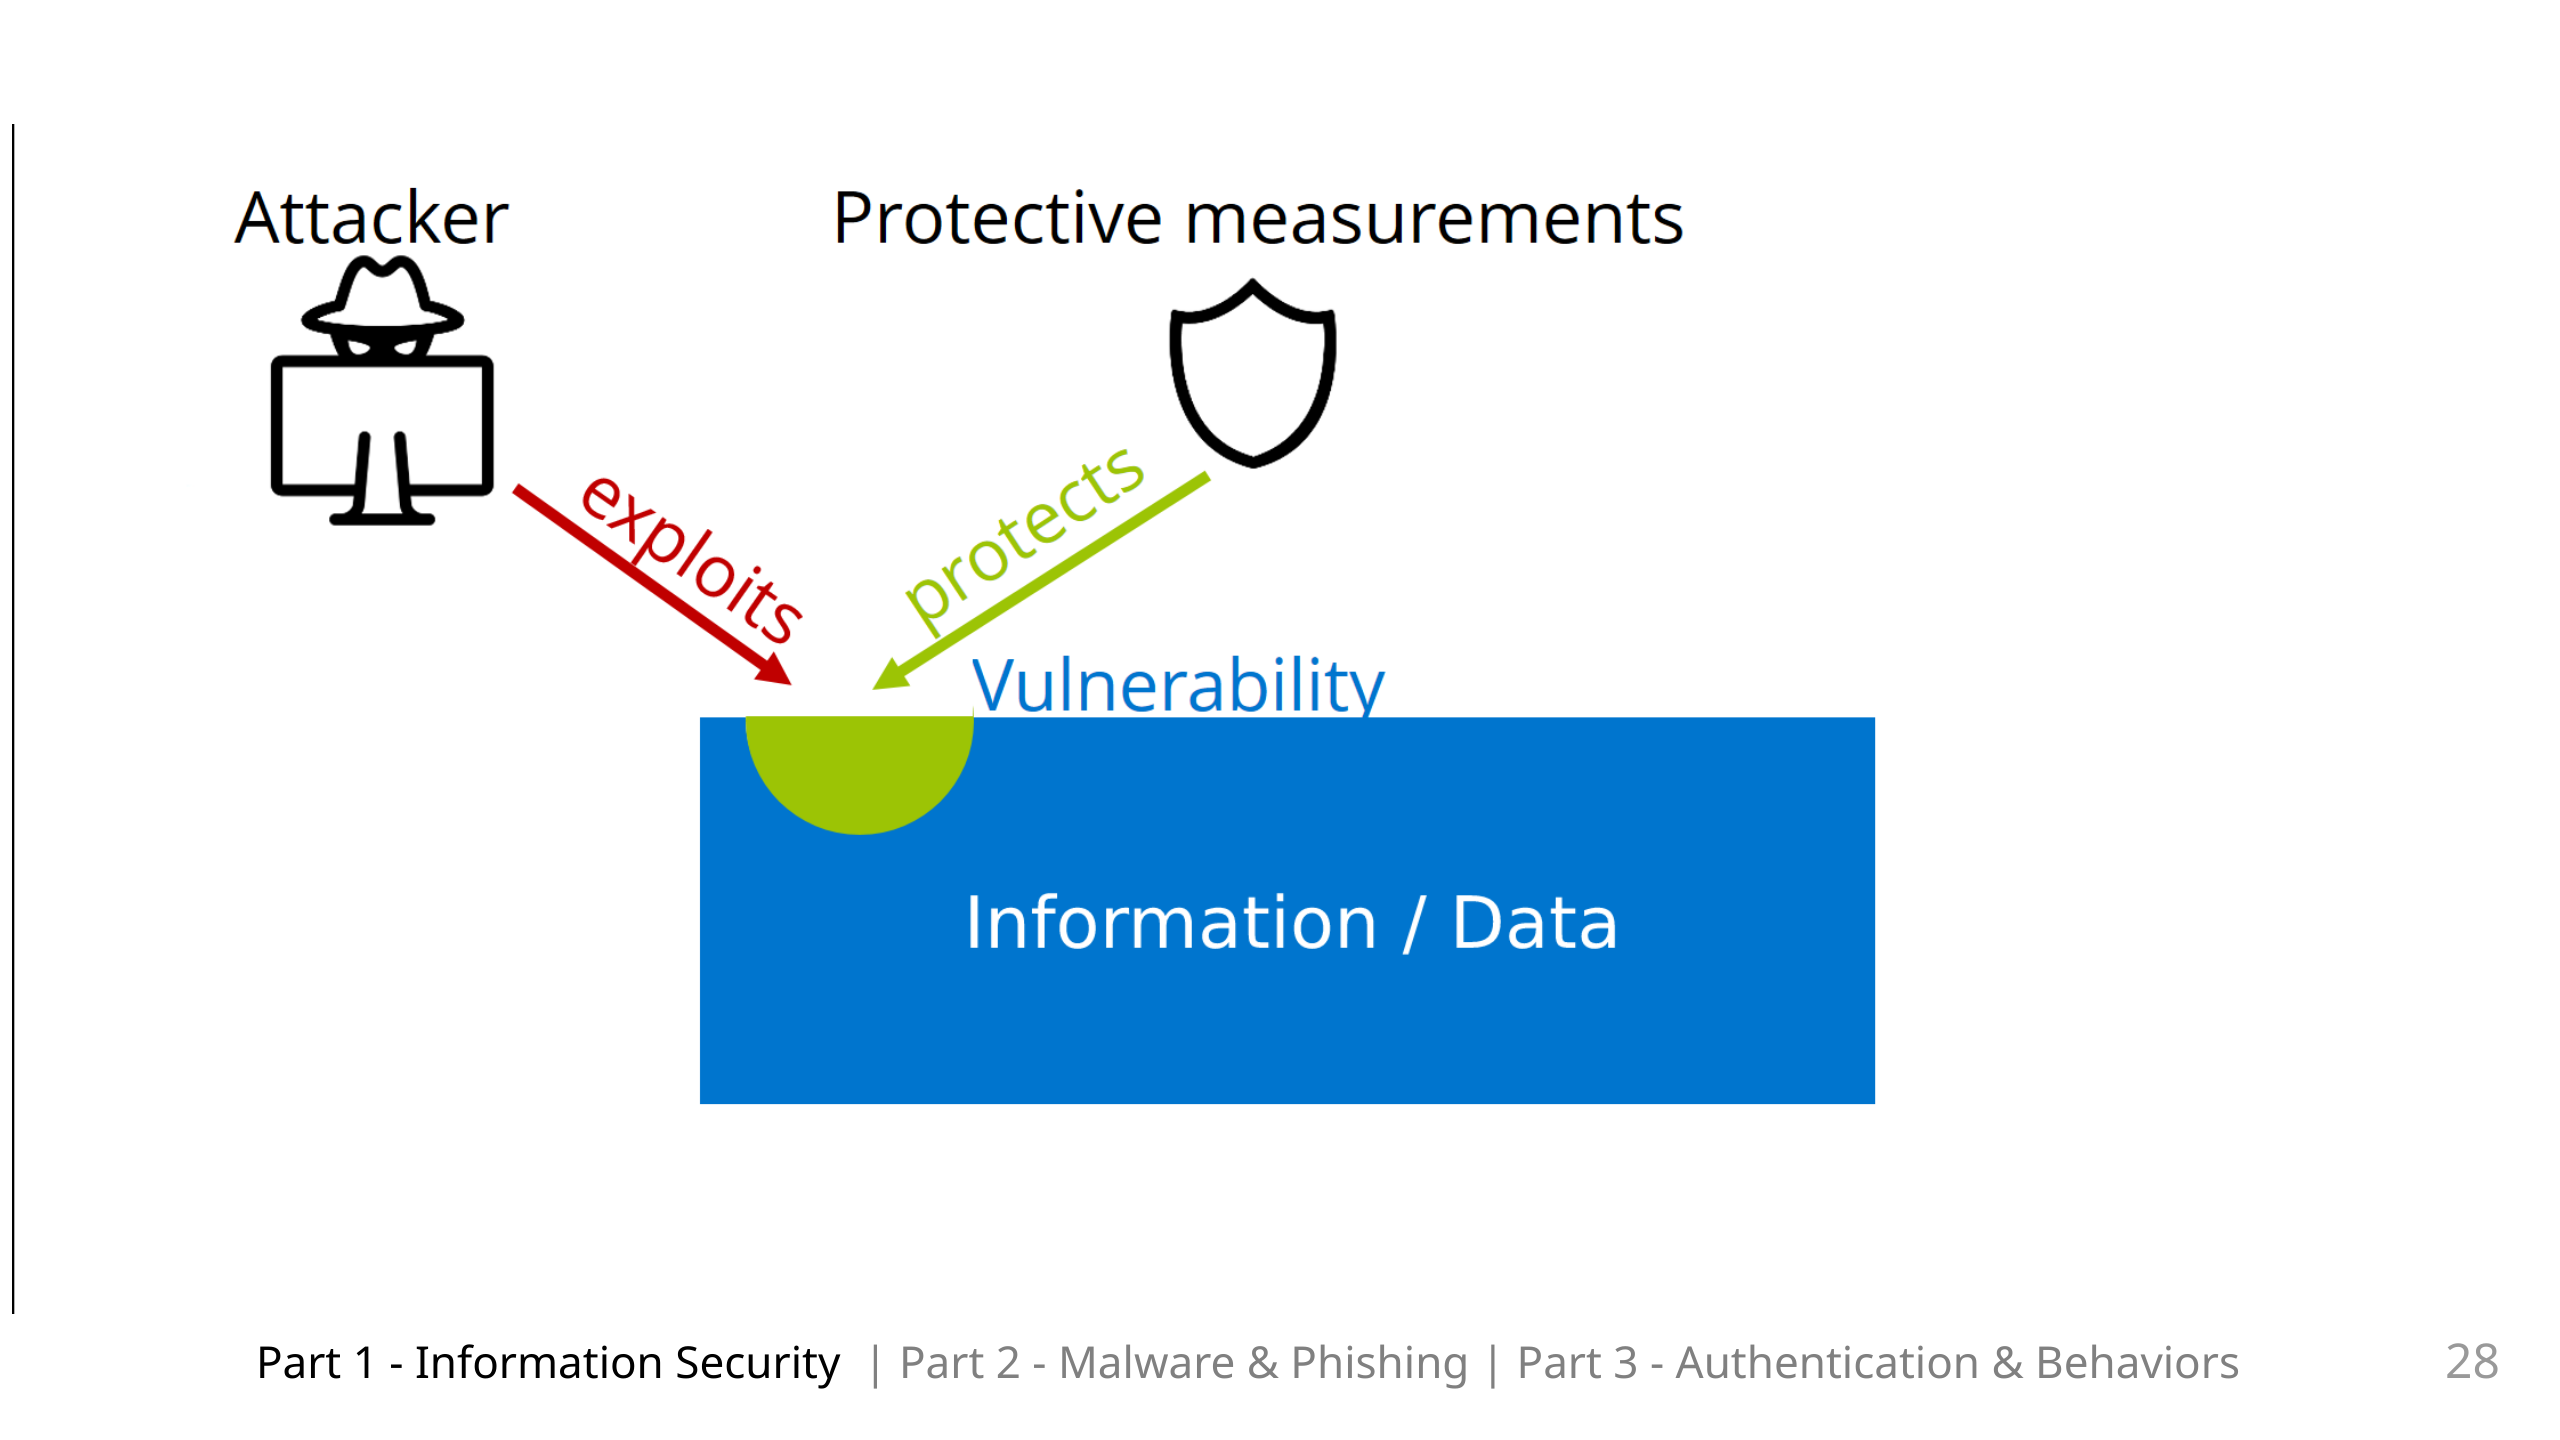 Attacker
Protective measurements
exploits
protects
Vulnerability
Information / Data
Part 1 - Information Security | Part 2 - Malware & Phishing | Part 3 - Authentication & Behaviors
28